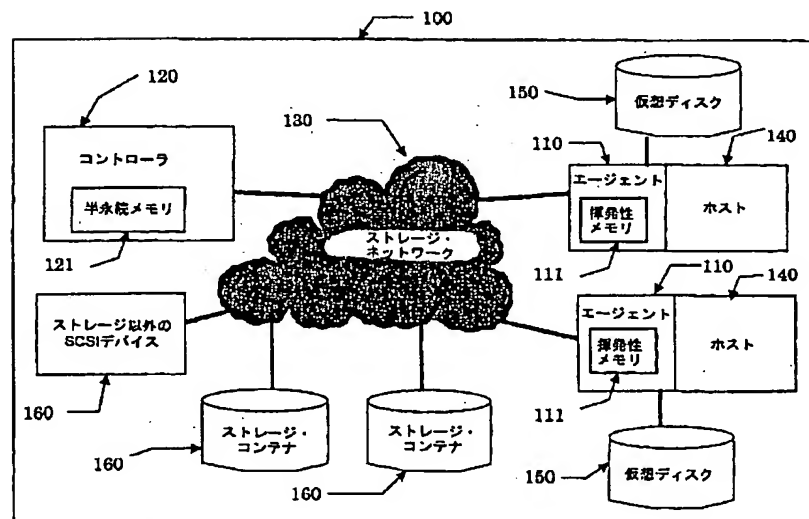 100
120
コントローラ
半永院メモリ
121
130
ストレージ・
ネットワーク
150
仮想ディスク
110
140
エージェント
揮発性
メモリ
ホスト
111
110
140
エージェント
揮発性
メモリ
ホスト
111
ストレージ以外の
SCSIデバイス
160
ストレージ・
コンテナ
160
ストレージ・
コンテナ
160
150
仮想ディスク